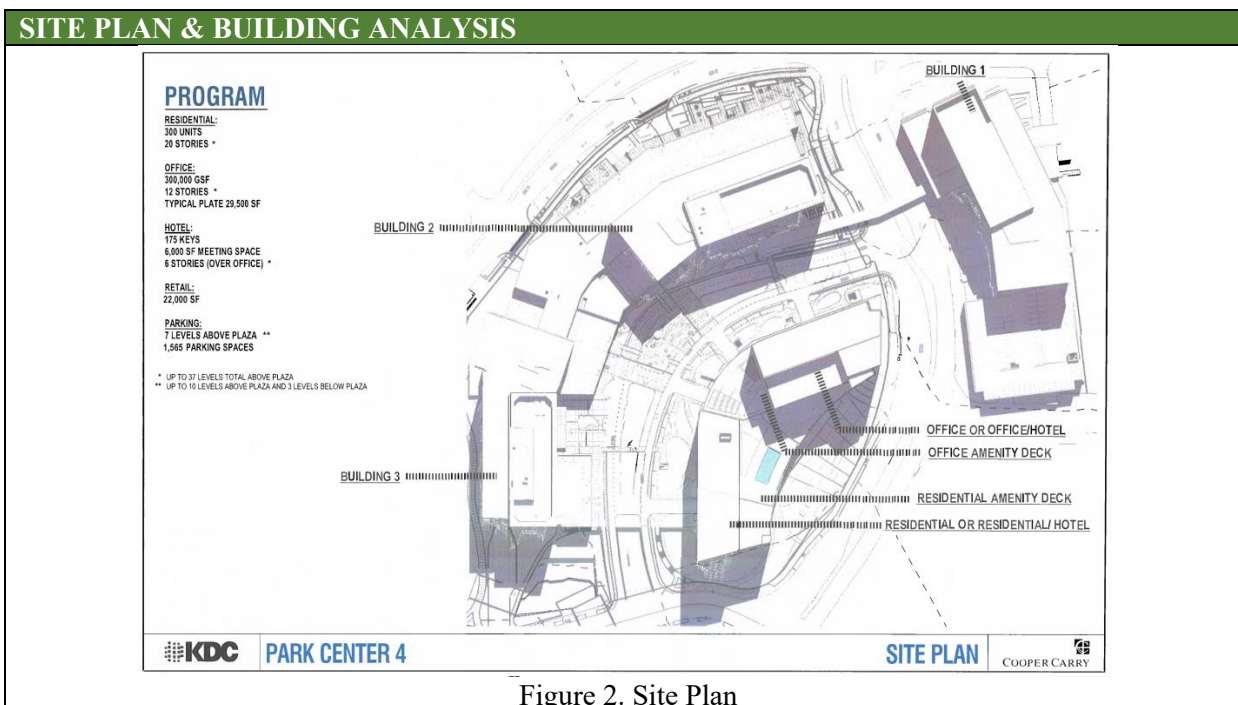 SITE PLAN & BUILDING ANALYSIS
PROGRAM
RESIDENTIAL:
300 UNITS
20 STORIES *
OFFICE:
300,000 GSF
12 STORIES *
TYPICAL PLATE 29,500 SF
HOTEL:
175 KEYS
6,000 SF MEETING SPACE
6 STORIES (OVER OFFICE) *
RETAIL:
22,000 SF
PARKING:
7 LEVELS ABOVE PLAZA **
1,565 PARKING SPACES
* UP TO 37 LEVELS TOTAL ABOVE PLAZA
** UP TO 10 LEVELS ABOVE PLAZA AND 3 LEVELS BELOW PLAZA
BUILDING 1
BUILDING 2
BUILDING 3
OFFICE OR OFFICE/HOTEL
OFFICE AMENITY DECK
RESIDENTIAL AMENITY DECK
RESIDENTIAL OR RESIDENTIAL/ HOTEL
KDC
PARK CENTER 4
SITE PLAN
COOPER CARRY
Figure 2. Site Plan